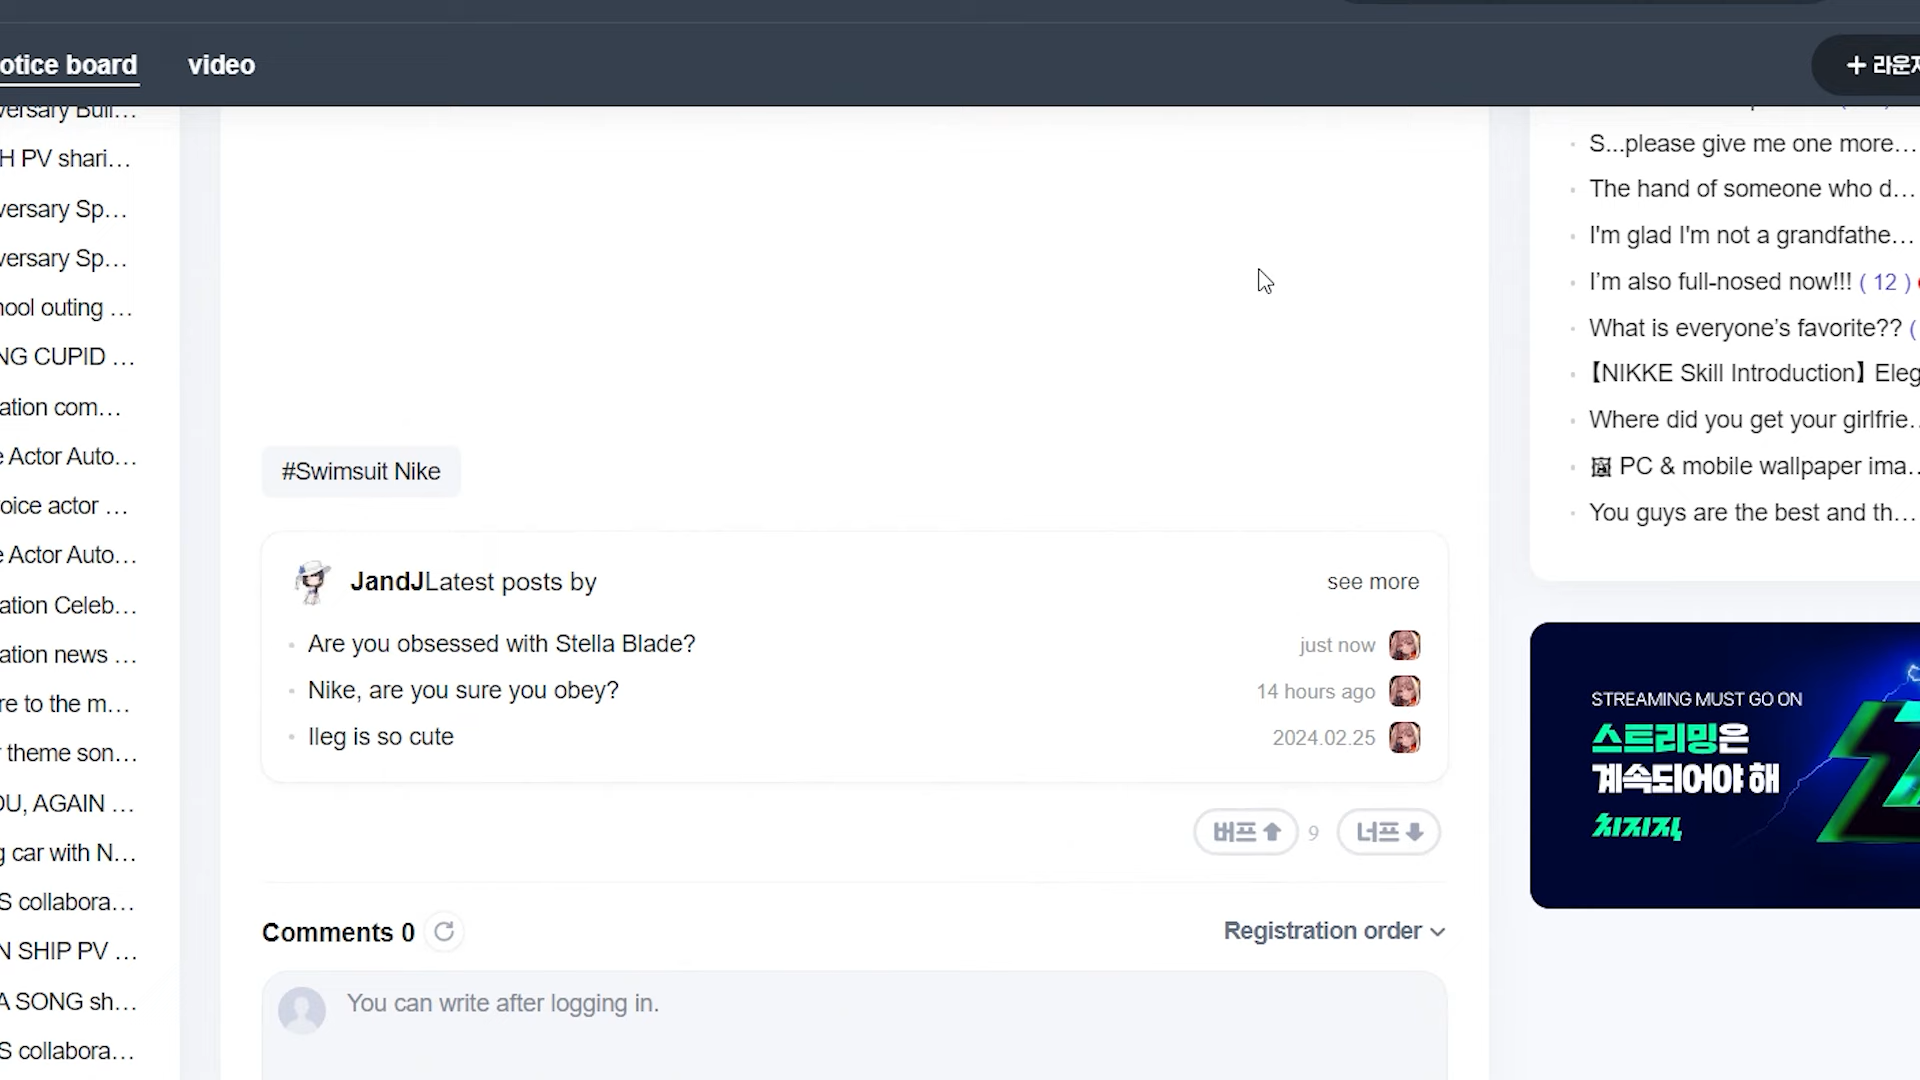 otice board
video
+ 라운지
versary Buil...
H PV shari...
versary Sp...
versary Sp...
hool outing ...
NG CUPID ...
ation com...
e Actor Auto...
oice actor ...
e Actor Auto...
ation Celeb...
ation news ...
re to the m...
r theme son...
OU, AGAIN ...
g car with N...
S collabora...
N SHIP PV ...
A SONG sh...
S collabora...
#Swimsuit Nike
JandJLatest posts by
see more
Are you obsessed with Stella Blade?
just now
Nike, are you sure you obey?
14 hours ago
Ileg is so cute
2024.02.25
버프
9
너프
Comments 0
Registration order
You can write after logging in.
S...please give me one more...
The hand of someone who d...
I'm glad I'm not a grandfathe...
I’m also full-nosed now!!! ( 12 )
What is everyone’s favorite?? (
【NIKKE Skill Introduction】Eleg
Where did you get your girlfrie..
PC & mobile wallpaper ima...
You guys are the best and th...
STREAMING MUST GO ON
스트리밍은
계속되어야 해
치지직